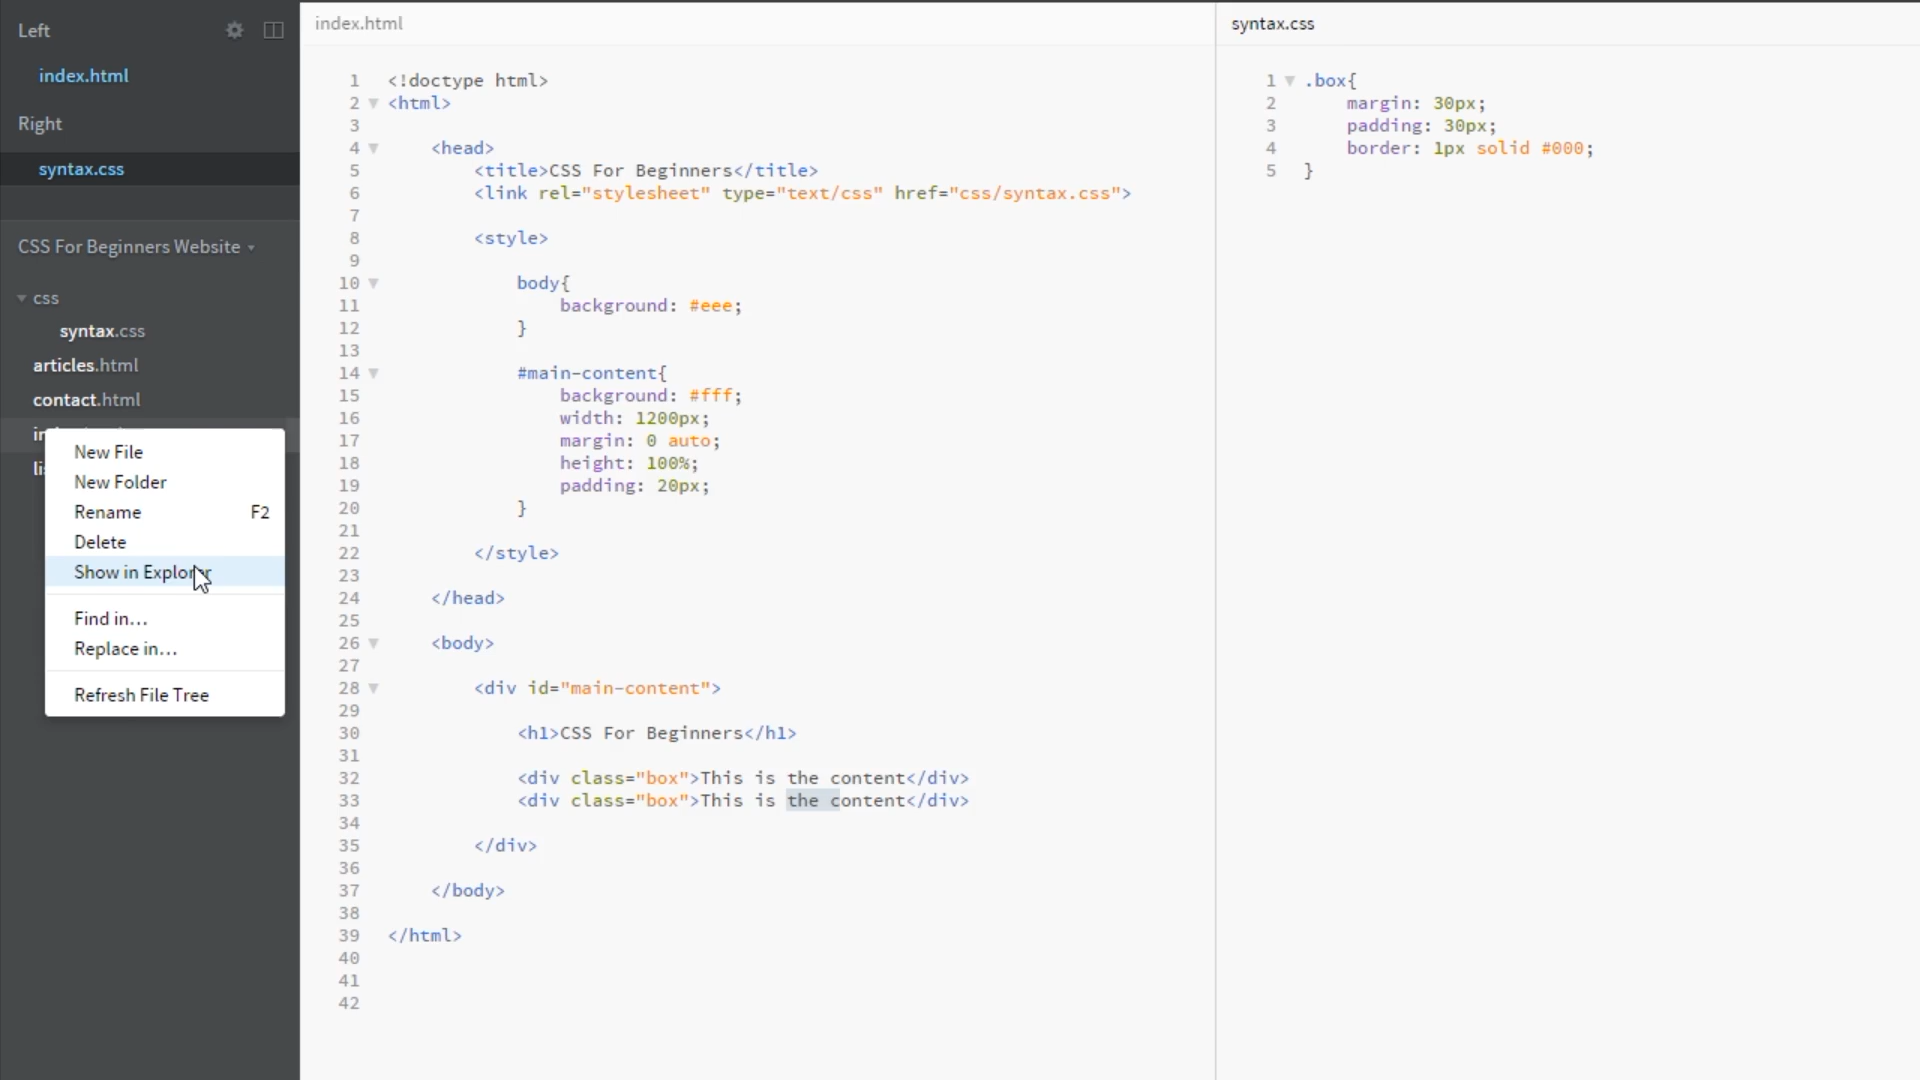 Left
index.html
Right
syntax.css
CSS For Beginners Website
css
syntax.css
articles.html
contact.html
New File
New Folder
Rename F2
Delete
Show in Explorer
Find in...
Replace in...
Refresh File Tree
index.html
1 <!doctype html>
2 <html>
3
4 <head>
5 <title>CSS For Beginners</title>
6 <link rel="stylesheet" type="text/css" href="css/syntax.css">
7
8 <style>
9
10 body{
11 background: #eee;
12 }
13
14 #main-content{
15 background: #fff;
16 width: 1200px;
17 margin: 0 auto;
18 height: 100%;
19 padding: 20px;
20 }
21
22 </style>
23
24 </head>
25
26 <body>
27
28 <div id="main-content">
29
30 <h1>CSS For Beginners</h1>
31
32 <div class="box">This is the content</div>
33 <div class="box">This is the content</div>
34
35 </div>
36
37 </body>
38
39 </html>
40
41
42
syntax.css
1 .box{
2 margin: 30px;
3 padding: 30px;
4 border: 1px solid #000;
5 }